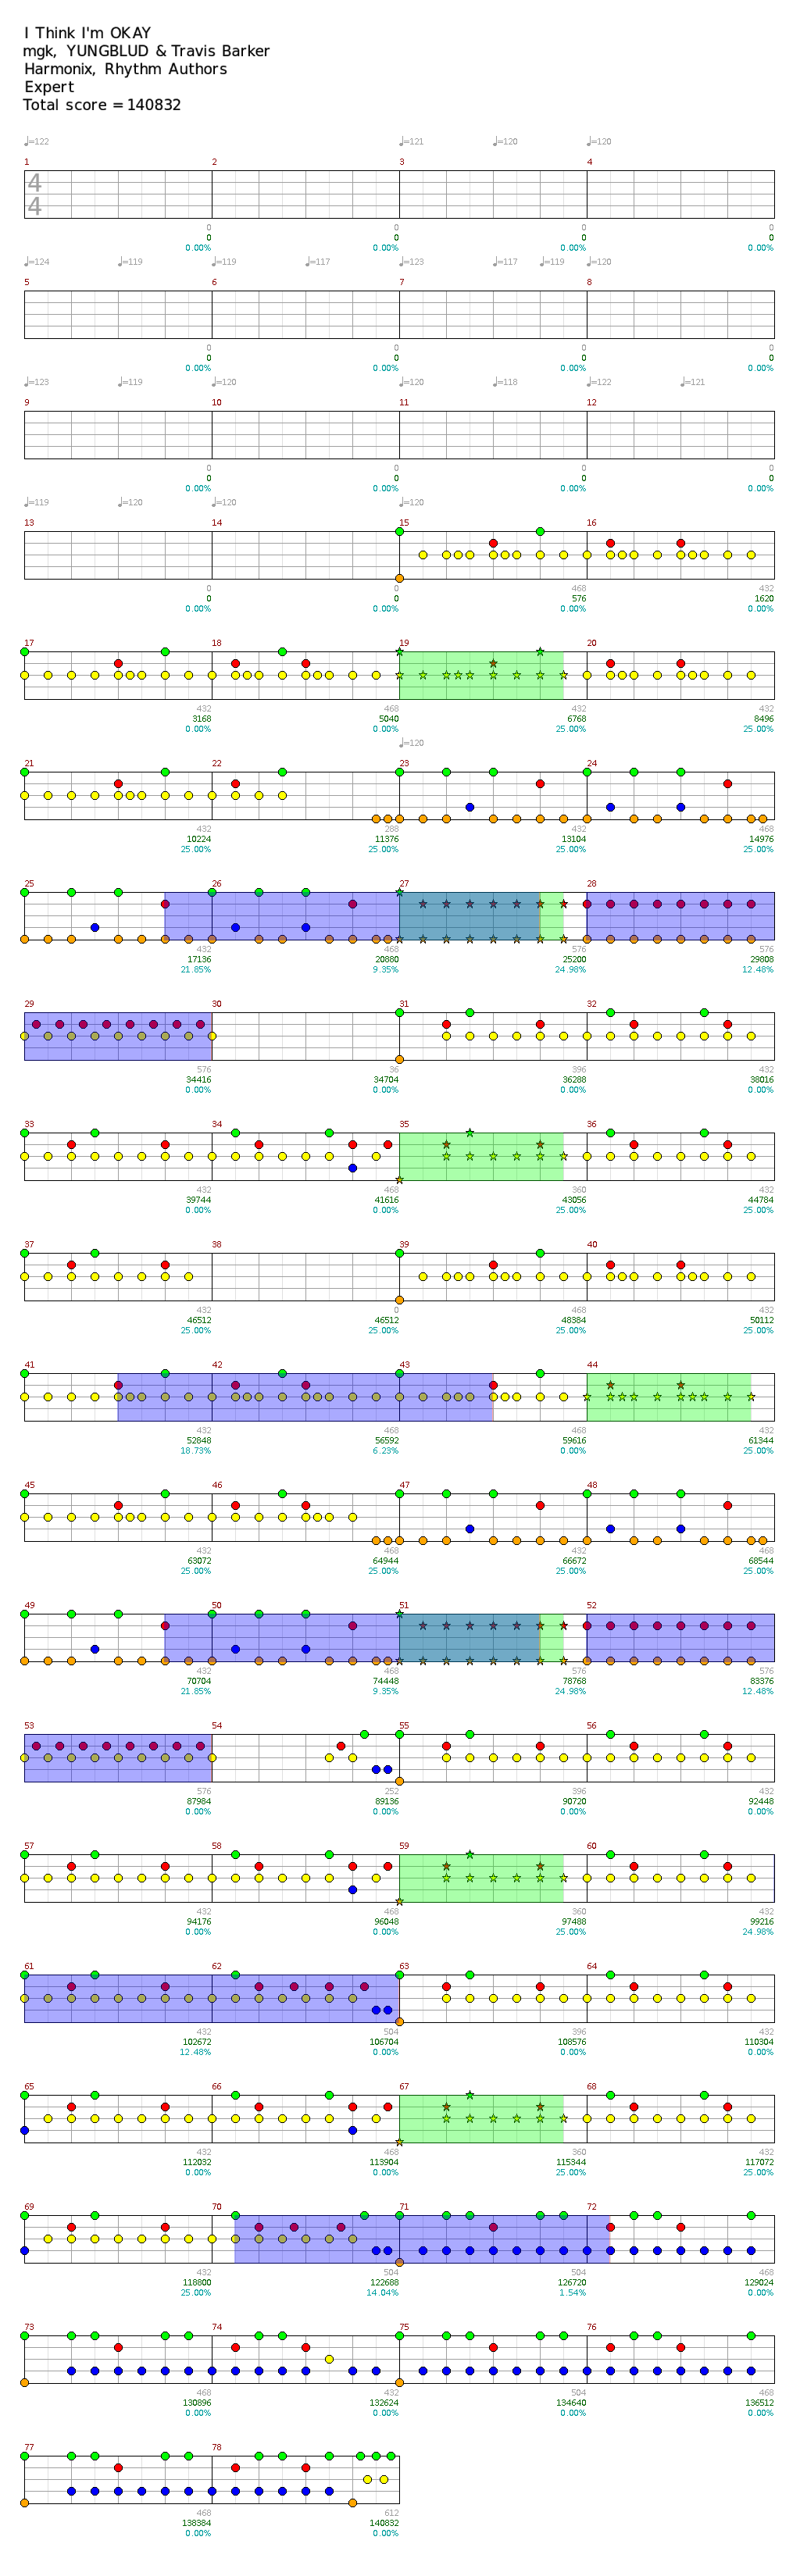 I Think I'm OKAY
mgk, YUNGBLUD & Travis Barker
Harmonix, Rhythm Authors
Expert
Total score = 140832
♩=122 ♩=121 ♩=120 ♩=120
1 2 3 4
4
4
0 0 0 0
0 0 0 0
0.00% 0.00% 0.00% 0.00%
♩=124 ♩=119 ♩=119 ♩=117 ♩=123 ♩=117 ♩=119 ♩=120
5 6 7 8
0 0 0 0
0 0 0 0
0.00% 0.00% 0.00% 0.00%
♩=123 ♩=119 ♩=120 ♩=120 ♩=118 ♩=122 ♩=121
9 10 11 12
0 0 0 0
0 0 0 0
0.00% 0.00% 0.00% 0.00%
♩=119 ♩=120 ♩=120 ♩=120
13 14 15 16
0 0 468 432
0 0 576 1620
0.00% 0.00% 0.00% 0.00%
17 18 19 20
432 468 432 432
3168 5040 6768 8496
0.00% 0.00% 25.00% 25.00%
♩=120
21 22 23 24
432 288 432 468
10224 11376 13104 14976
25.00% 25.00% 25.00% 25.00%
25 26 27 28
432 468 576 576
17136 20880 25200 29808
21.85% 9.35% 24.98% 12.48%
29 30 31 32
576 36 396 432
34416 34704 36288 38016
0.00% 0.00% 0.00% 0.00%
33 34 35 36
432 468 360 432
39744 41616 43056 44784
0.00% 0.00% 25.00% 25.00%
37 38 39 40
432 0 468 432
46512 46512 48384 50112
25.00% 25.00% 25.00% 25.00%
41 42 43 44
432 468 468 432
52848 56592 59616 61344
18.73% 6.23% 0.00% 25.00%
45 46 47 48
432 468 432 468
63072 64944 66672 68544
25.00% 25.00% 25.00% 25.00%
49 50 51 52
432 468 576 576
70704 74448 78768 83376
21.85% 9.35% 24.98% 12.48%
53 54 55 56
576 252 396 432
87984 89136 90720 92448
0.00% 0.00% 0.00% 0.00%
57 58 59 60
432 468 360 432
94176 96048 97488 99216
0.00% 0.00% 25.00% 24.98%
61 62 63 64
432 504 396 432
102672 106704 108576 110304
12.48% 0.00% 0.00% 0.00%
65 66 67 68
432 468 360 432
112032 113904 115344 117072
0.00% 0.00% 25.00% 25.00%
69 70 71 72
432 504 504 468
118800 122688 126720 129024
25.00% 14.04% 1.54% 0.00%
73 74 75 76
468 432 504 468
130896 132624 134640 136512
0.00% 0.00% 0.00% 0.00%
77 78
468 612
138384 140832
0.00% 0.00%